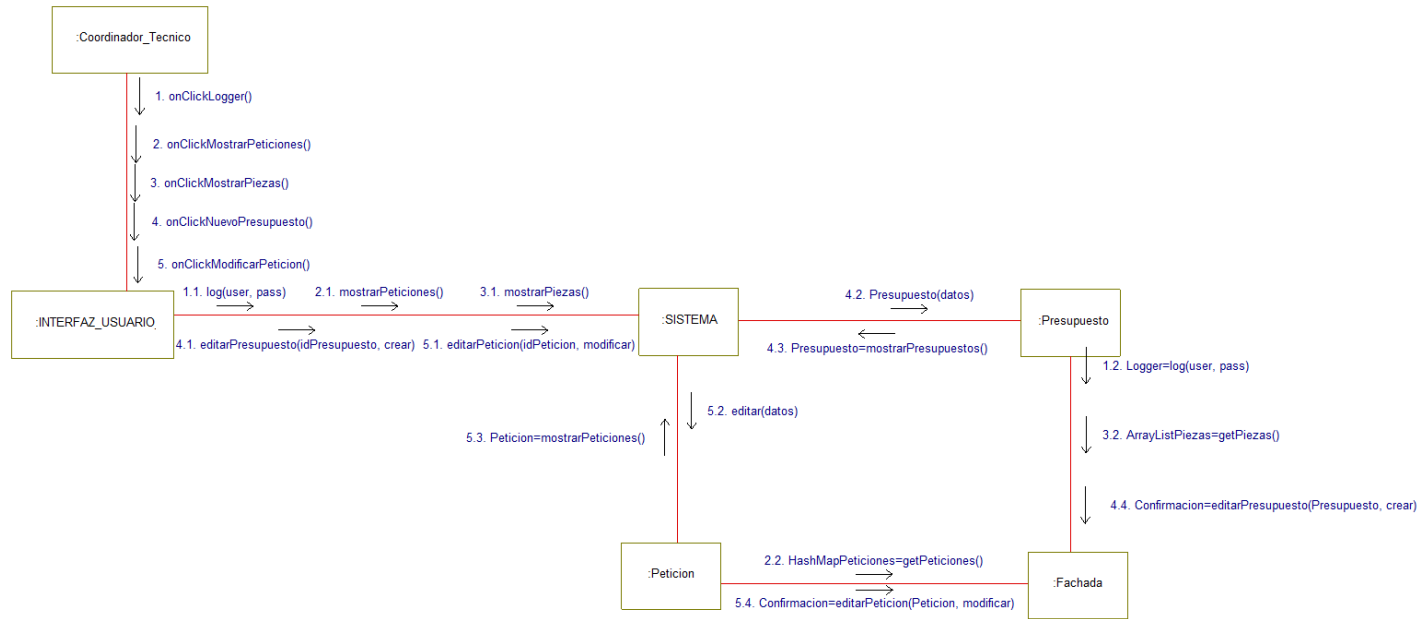 :Coordinador_Tecnico
1. onClickLogger()
2. onClickMostrarPeticiones()
3. onClickMostrarPiezas()
4. onClickNuevoPresupuesto()
5. onClickModificarPeticion()
1.1. log(user, pass)
2.1. mostrarPeticiones()
3.1. mostrarPiezas()
:INTERFAZ_USUARIO
4.1. editarPresupuesto(idPresupuesto, crear)
5.1. editarPeticion(idPeticion, modificar)
:SISTEMA
4.2. Presupuesto(datos)
4.3. Presupuesto=mostrarPresupuestos()
:Presupuesto
1.2. Logger=log(user, pass)
5.2. editar(datos)
5.3. Peticion=mostrarPeticiones()
3.2. ArrayListPiezas=getPiezas()
4.4. Confirmacion=editarPresupuesto(Presupuesto, crear)
:Peticion
2.2. HashMapPeticiones=getPeticiones()
5.4. Confirmacion=editarPeticion(Peticion, modificar)
:Fachada